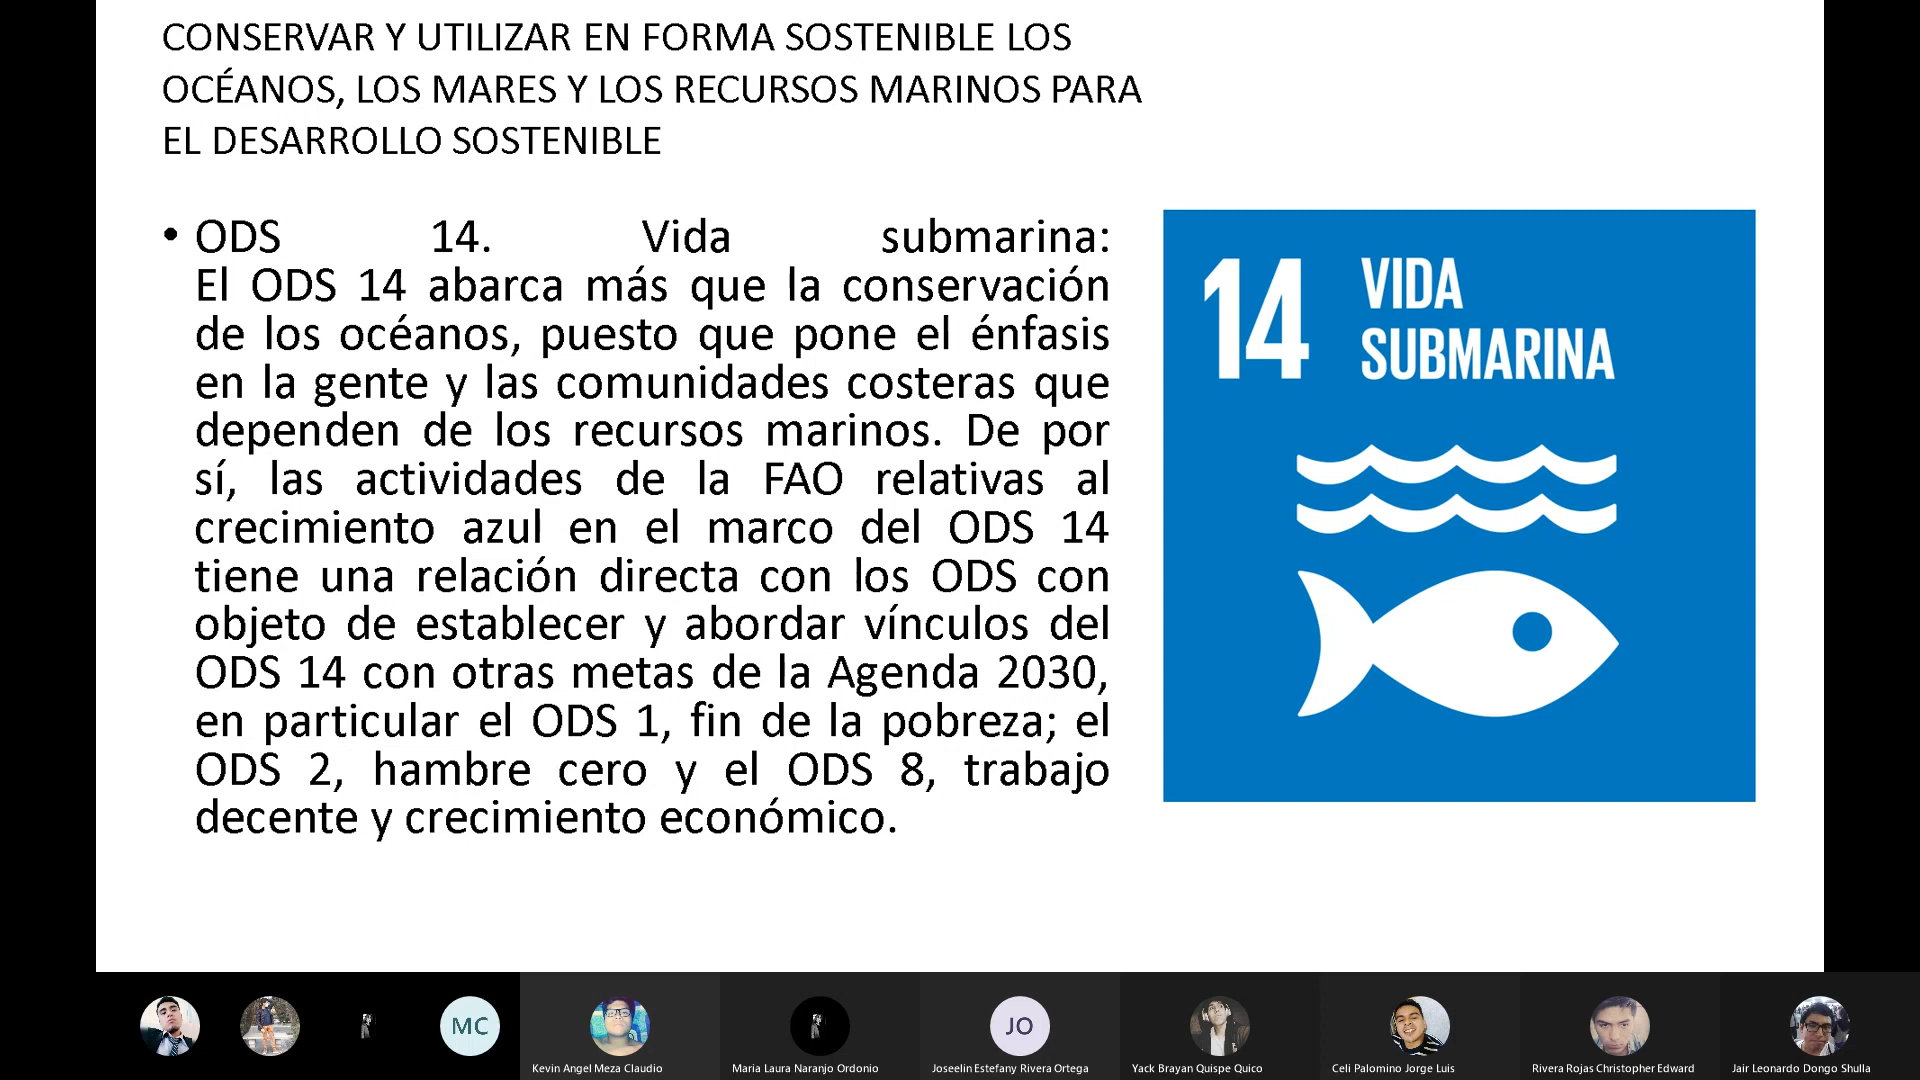 CONSERVAR Y UTILIZAR EN FORMA SOSTENIBLE LOS
OCÉANOS, LOS MARES Y LOS RECURSOS MARINOS PARA
EL DESARROLLO SOSTENIBLE
• ODS 14. Vida submarina:
El ODS 14 abarca más que la conservación
de los océanos, puesto que pone el énfasis
en la gente y las comunidades costeras que
dependen de los recursos marinos. De por
sí, las actividades de la FAO relativas al
crecimiento azul en el marco del ODS 14
tiene una relación directa con los ODS con
objeto de establecer y abordar vínculos del
ODS 14 con otras metas de la Agenda 2030,
en particular el ODS 1, fin de la pobreza; el
ODS 2, hambre cero y el ODS 8, trabajo
decente y crecimiento económico.
14 VIDA
SUBMARINA
MC
JO
Kevin Angel Meza Claudio
Maria Laura Naranjo Ordonio
Joseelin Estefany Rivera Ortega
Yack Brayan Quispe Quico
Celi Palomino Jorge Luis
Rivera Rojas Christopher Edward
Jair Leonardo Dongo Shulla